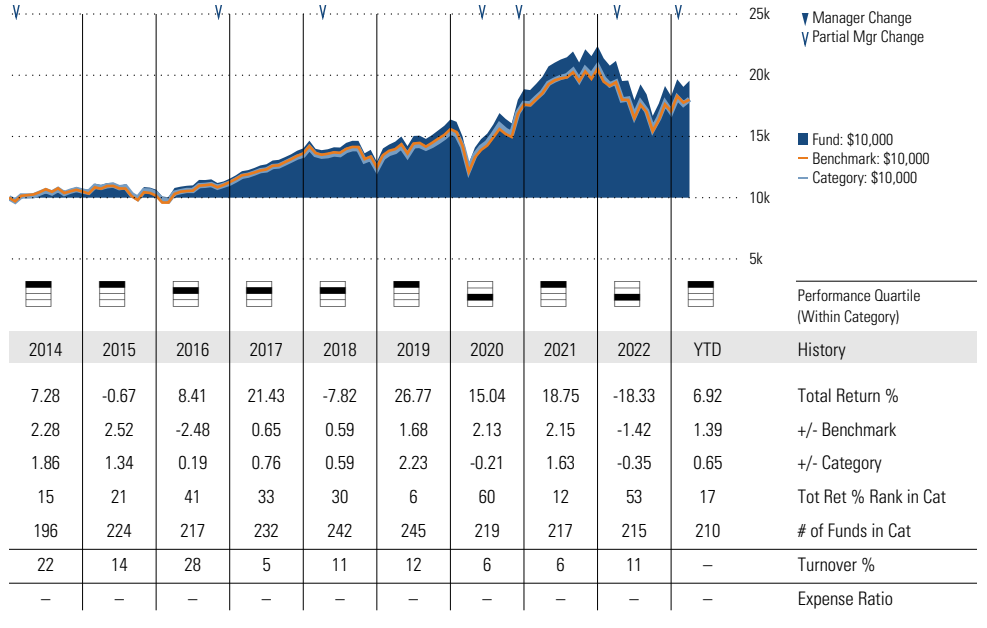 25k
20k
15k
10k
5k
Manager Change
Partial Mgr Change
Fund: $10,000
Benchmark: $10,000
Category: $10,000
Performance Quartile
(Within Category)
2014 2015 2016 2017 2018 2019 2020 2021 2022 YTD History
7.28 -0.67 8.41 21.43 -7.82 26.77 15.04 18.75 -18.33 6.92 Total Return %
2.28 2.52 -2.48 0.65 0.59 1.68 2.13 2.15 -1.42 1.39 +/- Benchmark
1.86 1.34 0.19 0.76 0.59 2.23 -0.21 1.63 -0.35 0.65 +/- Category
15 21 41 33 30 6 60 12 53 17 Tot Ret % Rank in Cat
196 224 217 232 242 245 219 217 215 210 # of Funds in Cat
22 14 28 5 11 12 6 6 11 – Turnover %
– – – – – – – – – – Expense Ratio